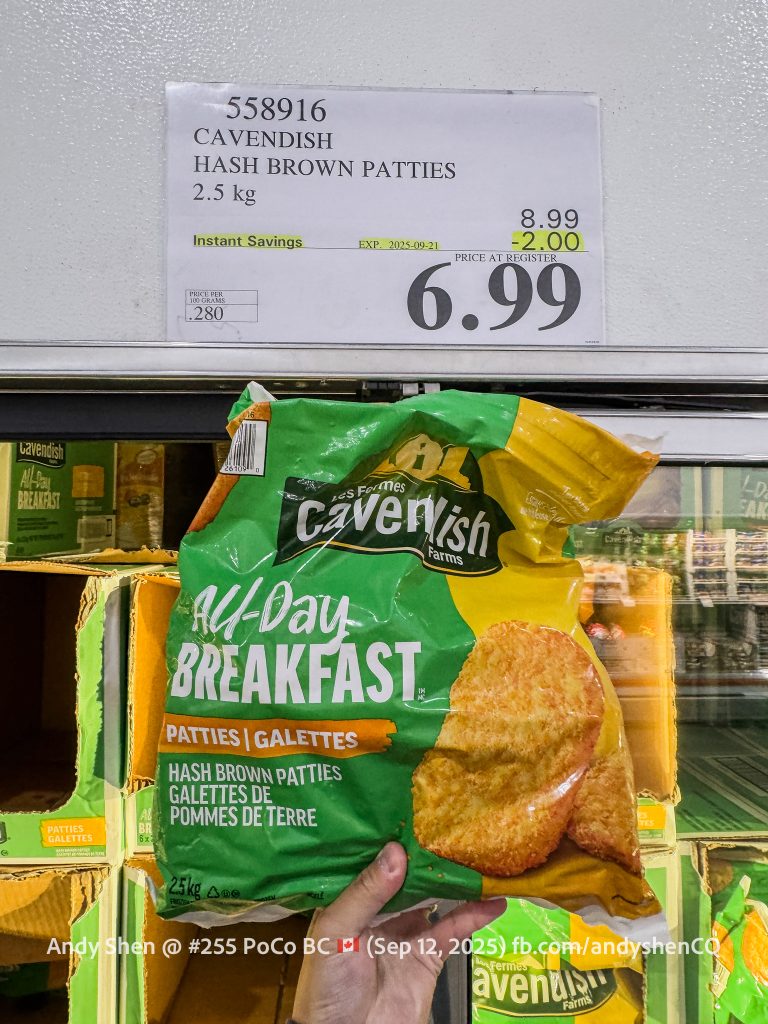 558916
CAVENDISH
HASH BROWN PATTIES
2.5 kg
8.99
Instant Savings EXP. 2025-09-21 -2.00
PRICE AT REGISTER
6.99
PRICE PER
100 GRAMS
.280
Les Fermes
Cavendish
Farms
All-Day
BREAKFAST
PATTIES | GALETTES
HASH BROWN PATTIES
GALETTES DE
POMMES DE TERRE
2.5 kg
Cavendish
All-Day
BREAKFAST
PATTIES
GALETTES
Andy Shen @ #255 PoCo BC 🇨🇦 (Sep 12, 2025) fb.com/andyshenCO
Les Fermes
Cavendish
Farms